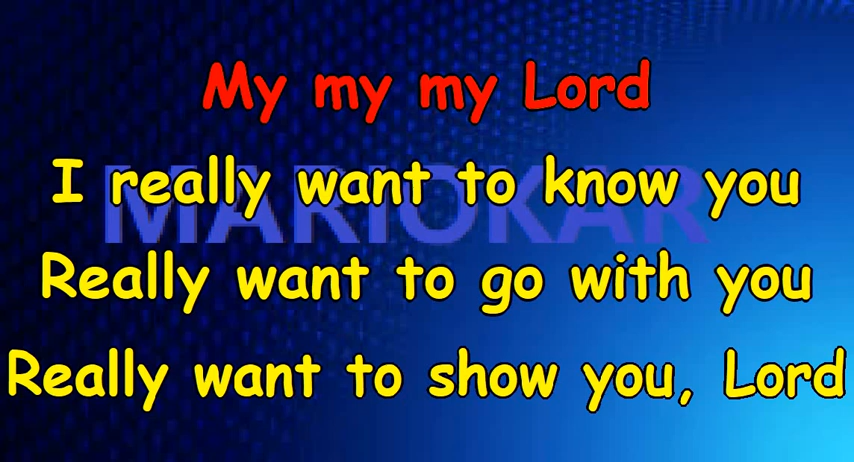 My my my Lord
I really want to know you
MARIOKAR
Really want to go with you
Really want to show you, Lord